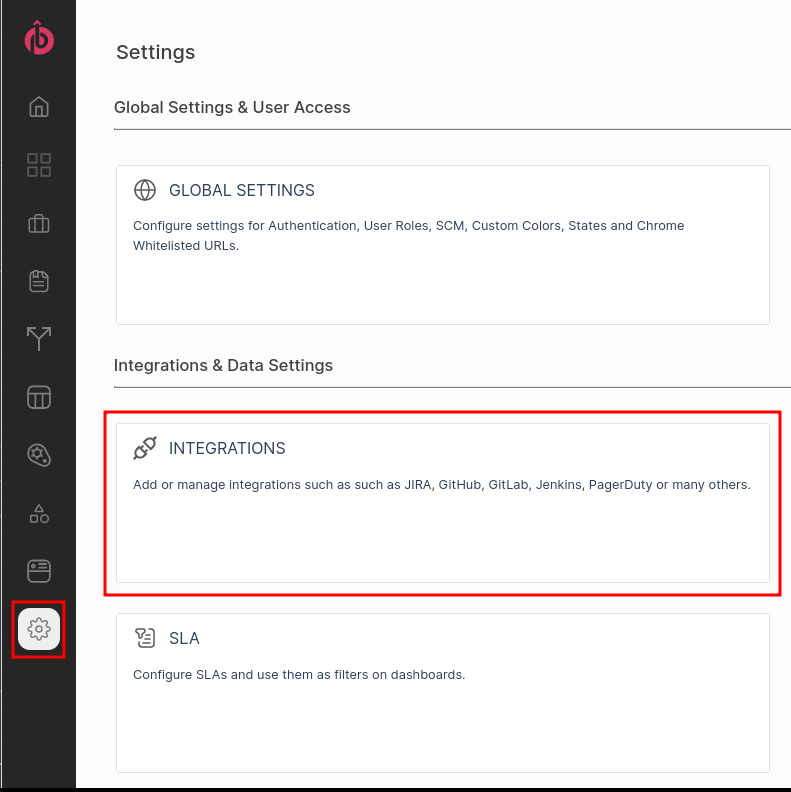 Settings
Global Settings & User Access
GLOBAL SETTINGS
Configure settings for Authentication, User Roles, SCM, Custom Colors, States and Chrome
Whitelisted URLs.
Integrations & Data Settings
INTEGRATIONS
Add or manage integrations such as such as JIRA, GitHub, GitLab, Jenkins, PagerDuty or many others.
SLA
Configure SLAs and use them as filters on dashboards.